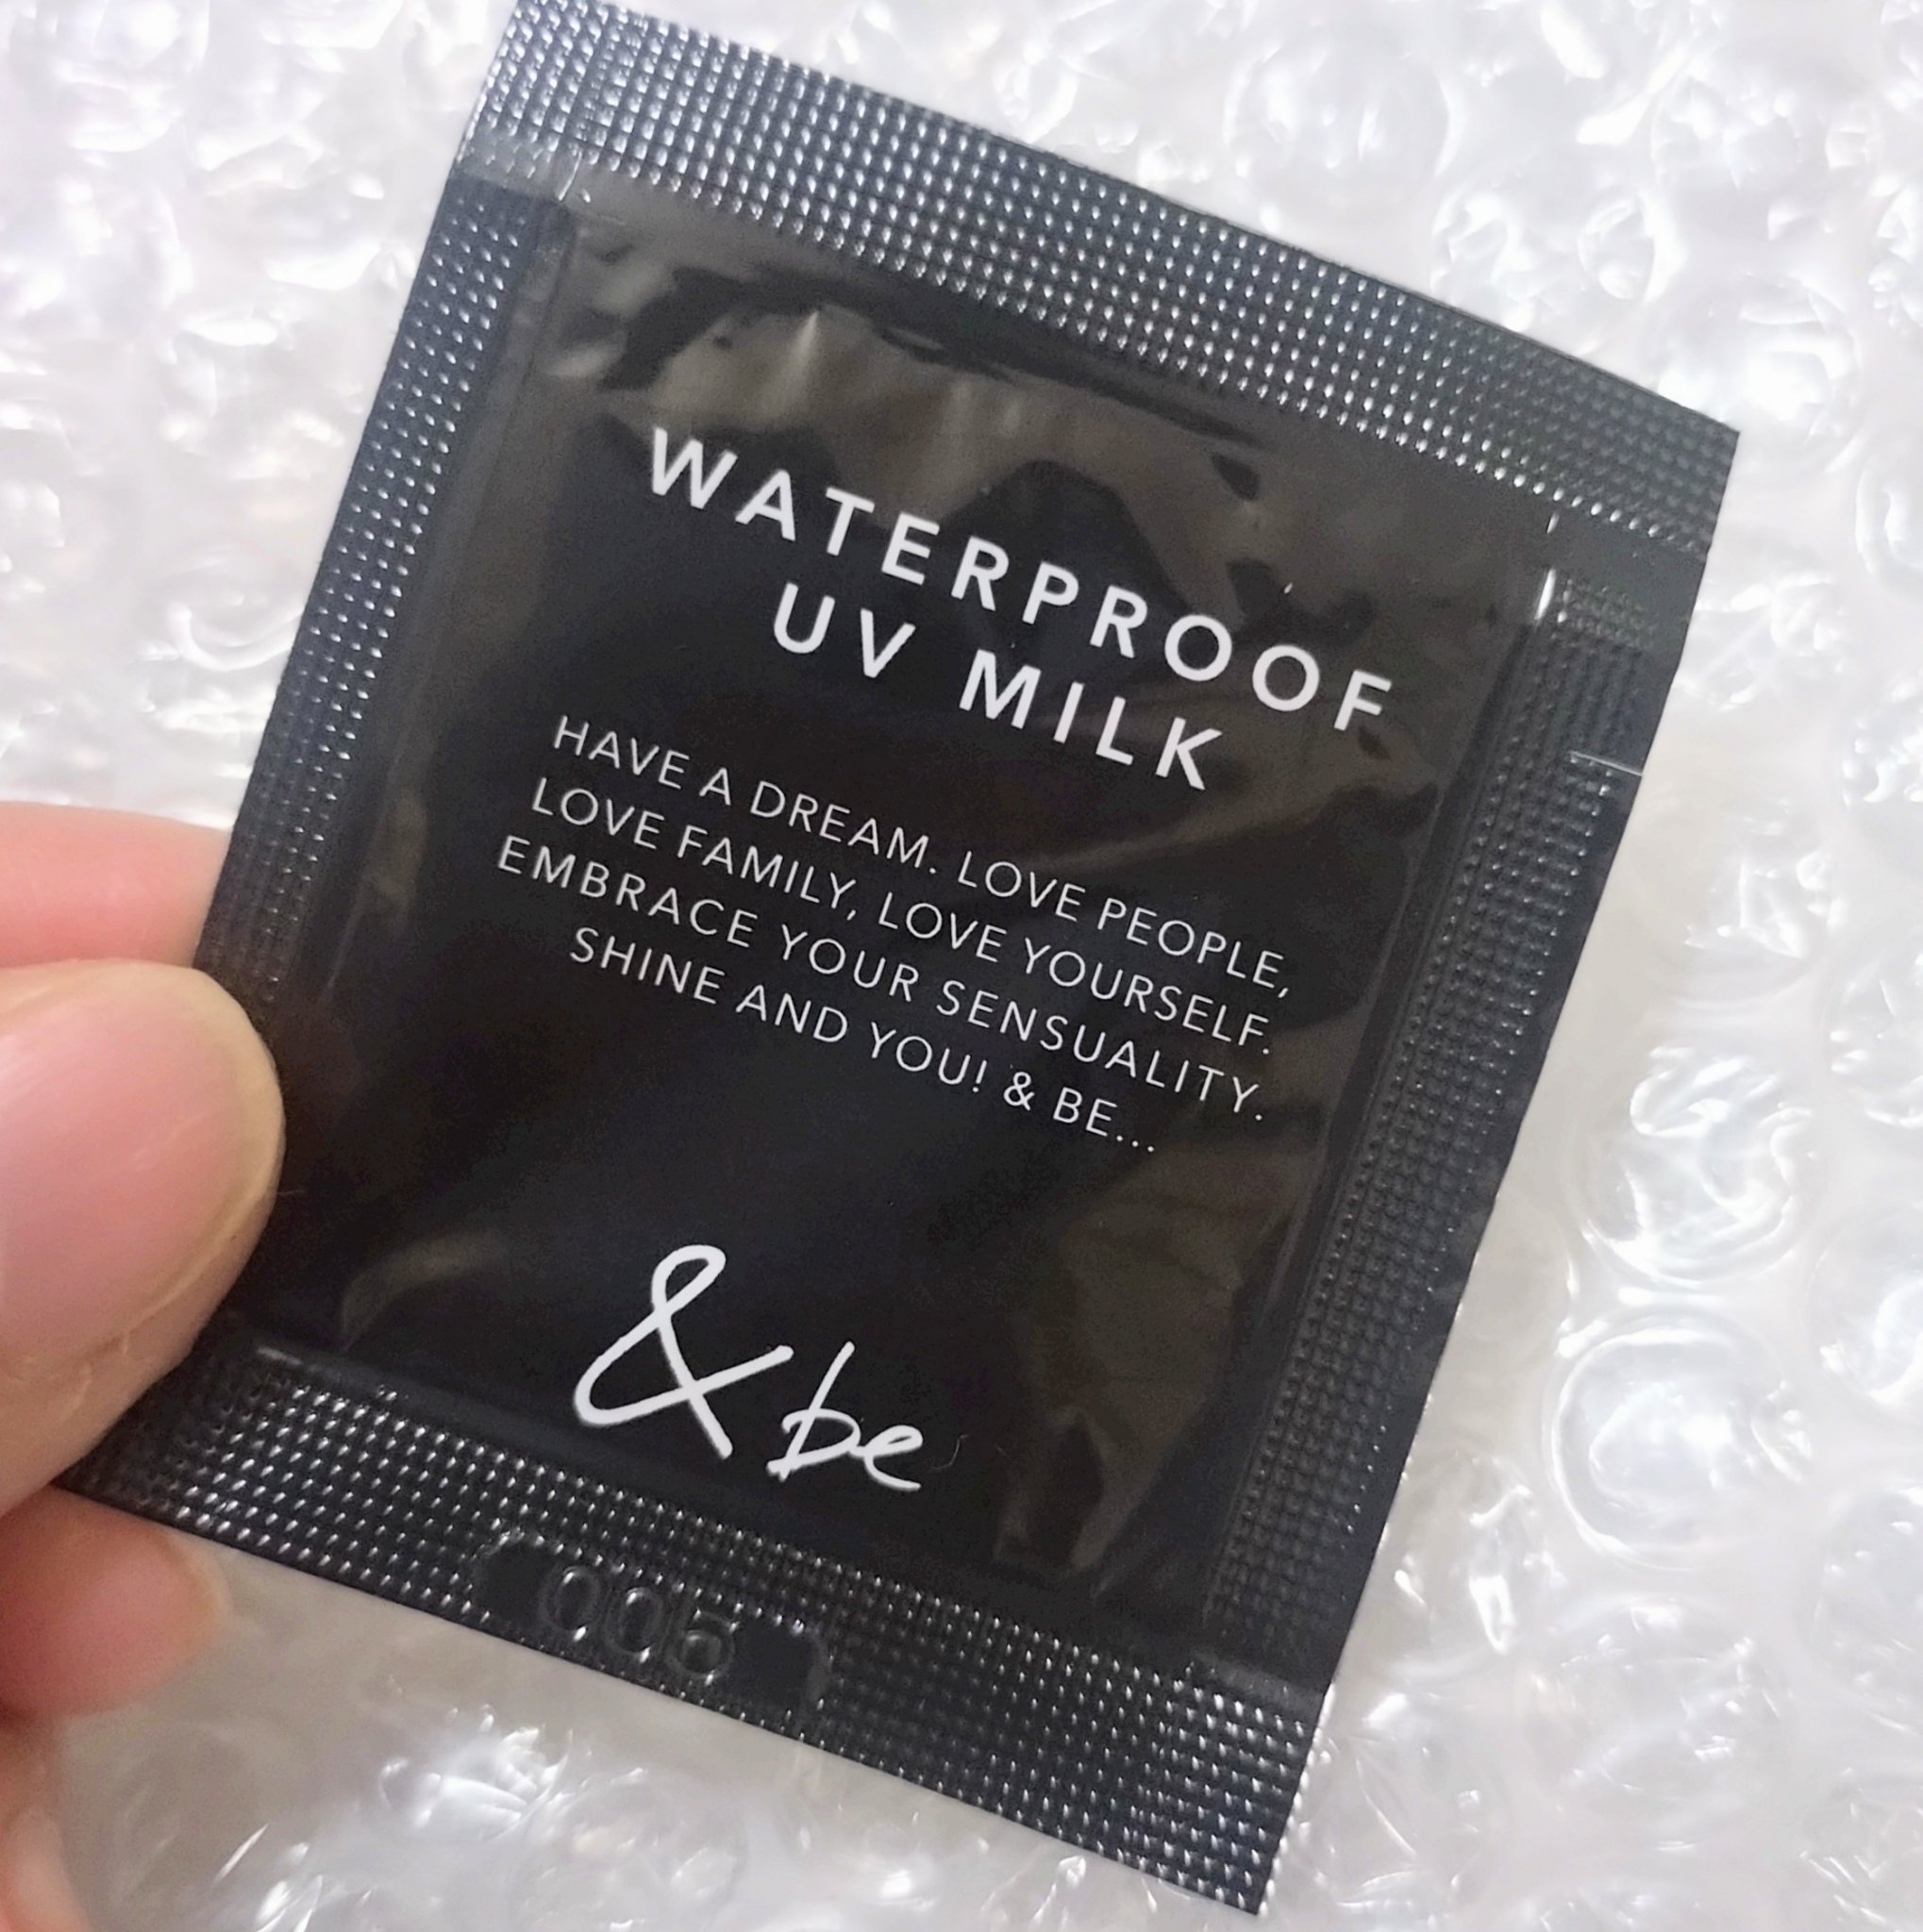 WATERPROOF
UV MILK
HAVE A DREAM. LOVE PEOPLE,
LOVE FAMILY, LOVE YOURSELF.
EMBRACE YOUR SENSUALITY.
SHINE AND YOU! & BE...
&be
005